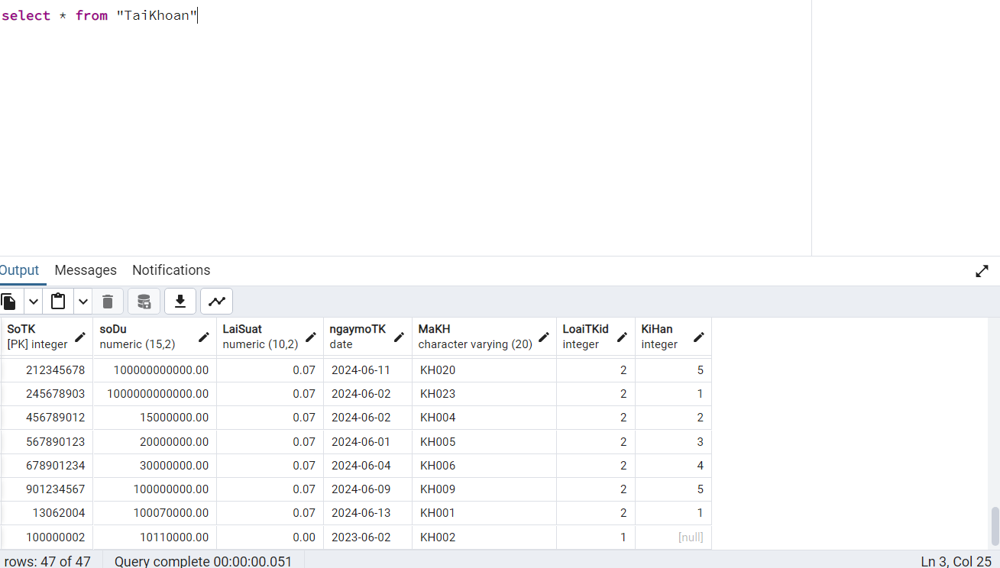 select * from "TaiKhoan"
Output Messages Notifications
SoTK soDu LaiSuat ngaymoTK MaKH LoaiTKid KiHan
[PK] integer numeric (15,2) numeric (10,2) date character varying (20) integer integer
212345678 100000000000.00 0.07 2024-06-11 KH020 2 5
245678903 1000000000000.00 0.07 2024-06-02 KH023 2 1
456789012 15000000.00 0.07 2024-06-02 KH004 2 2
567890123 20000000.00 0.07 2024-06-01 KH005 2 3
678901234 30000000.00 0.07 2024-06-04 KH006 2 4
901234567 100000000.00 0.07 2024-06-09 KH009 2 5
13062004 100070000.00 0.07 2024-06-13 KH001 2 1
100000002 10110000.00 0.00 2023-06-02 KH002 1 [null]
rows: 47 of 47 Query complete 00:00:00.051 Ln 3, Col 25